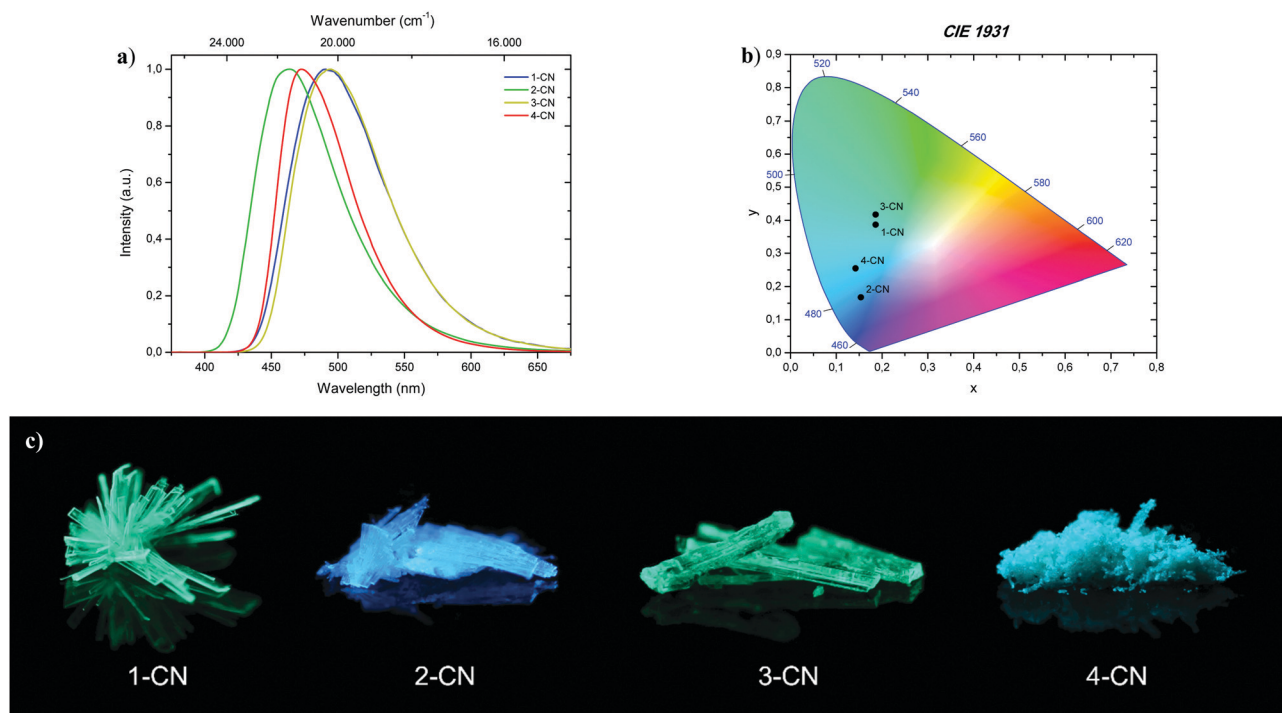 a)
Wavenumber (cm-1)
24.000 20.000 16.000
1,0
0,8
0,6
0,4
0,2
0,0
Intensity (a.u.)
1-CN
2-CN
3-CN
4-CN
400 450 500 550 600 650
Wavelength (nm)
b)
CIE 1931
0,9
0,8
0,7
0,6
0,5
0,4
0,3
0,2
0,1
0,0
y
520
540
560
500
580
600
620
480
460
3-CN
1-CN
4-CN
2-CN
0,0 0,1 0,2 0,3 0,4 0,5 0,6 0,7 0,8
x
c)
1-CN 2-CN 3-CN 4-CN